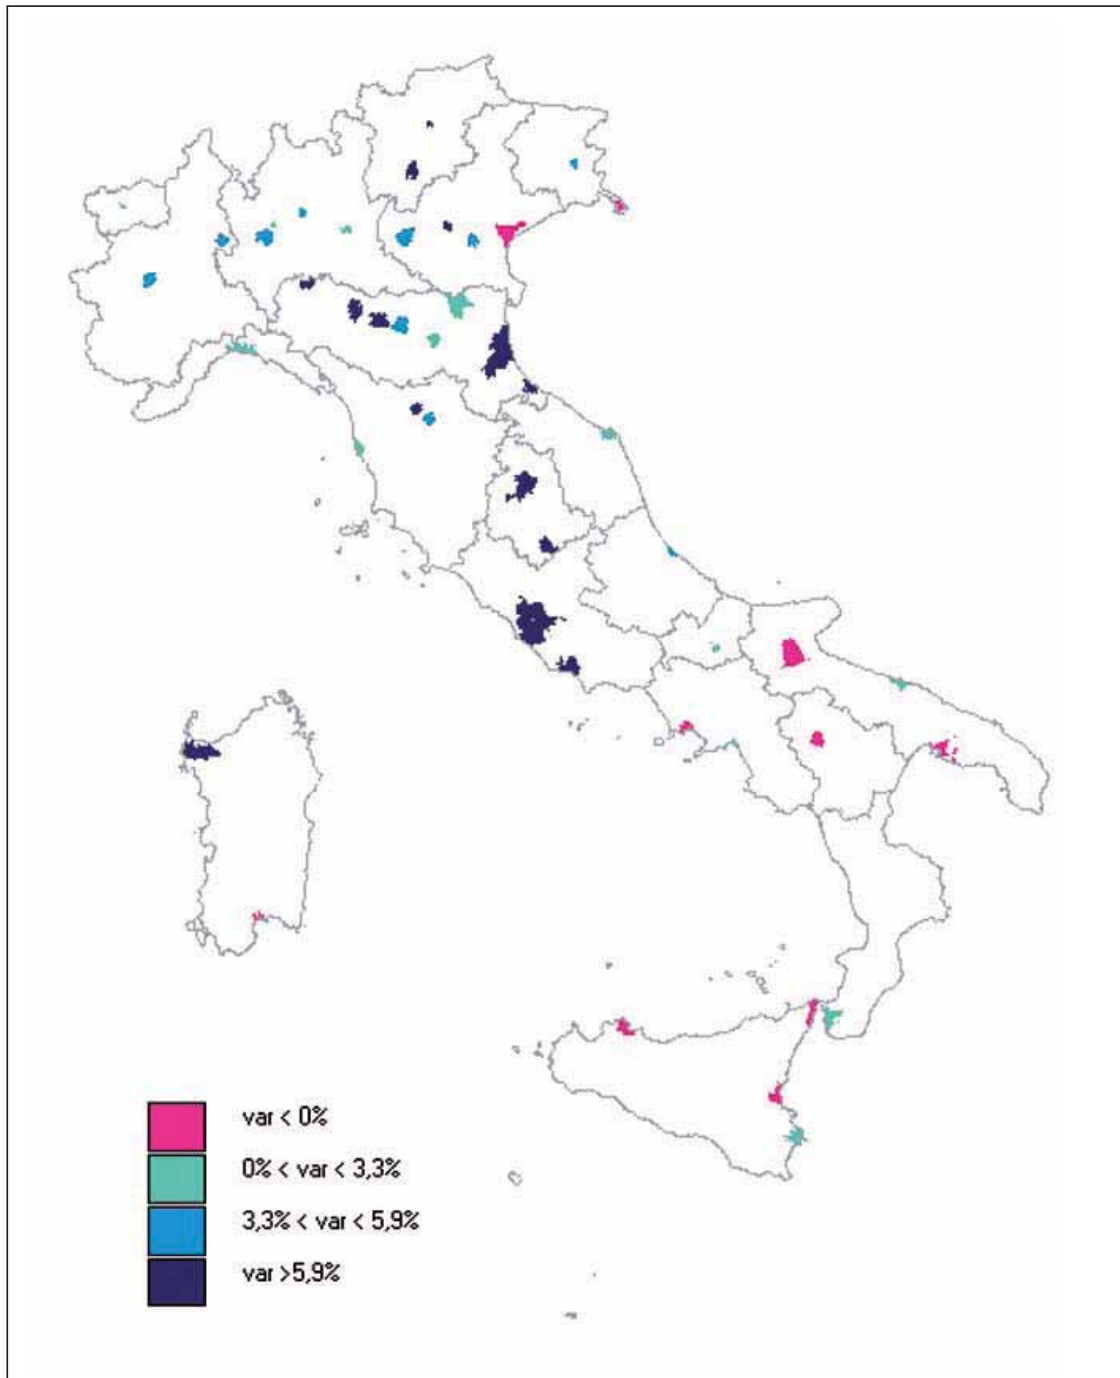 var < 0%
0% < var < 3,3%
3,3% < var < 5,9%
var >5,9%